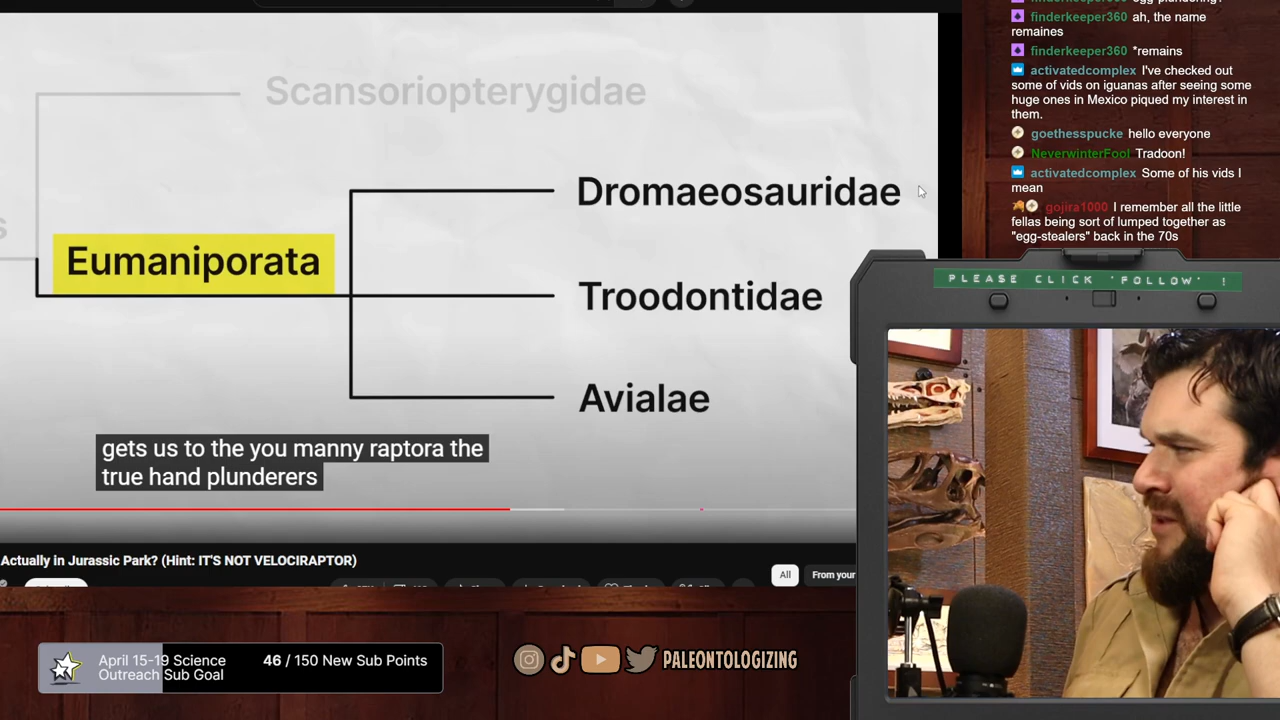 Scansoriopterygidae
Dromaeosauridae
Eumaniporata
Troodontidae
Avialae
gets us to the you manny raptora the
true hand plunderers
Actually in Jurassic Park? (Hint: IT'S NOT VELOCIRAPTOR)
All
From your
April 15-19 Science
Outreach Sub Goal
46 / 150 New Sub Points
PALEONTOLOGIZING
finderkeeper360 ah, the name
remaines
finderkeeper360 *remains
activatedcomplex I've checked out
some of vids on iguanas after seeing some
huge ones in Mexico piqued my interest in
them.
goethesspucke hello everyone
NeverwinterFool Tradoon!
activatedcomplex Some of his vids I
mean
gojira1000 I remember all the little
fellas being sort of lumped together as
"egg-stealers" back in the 70s
PLEASE CLICK 'FOLLOW' !